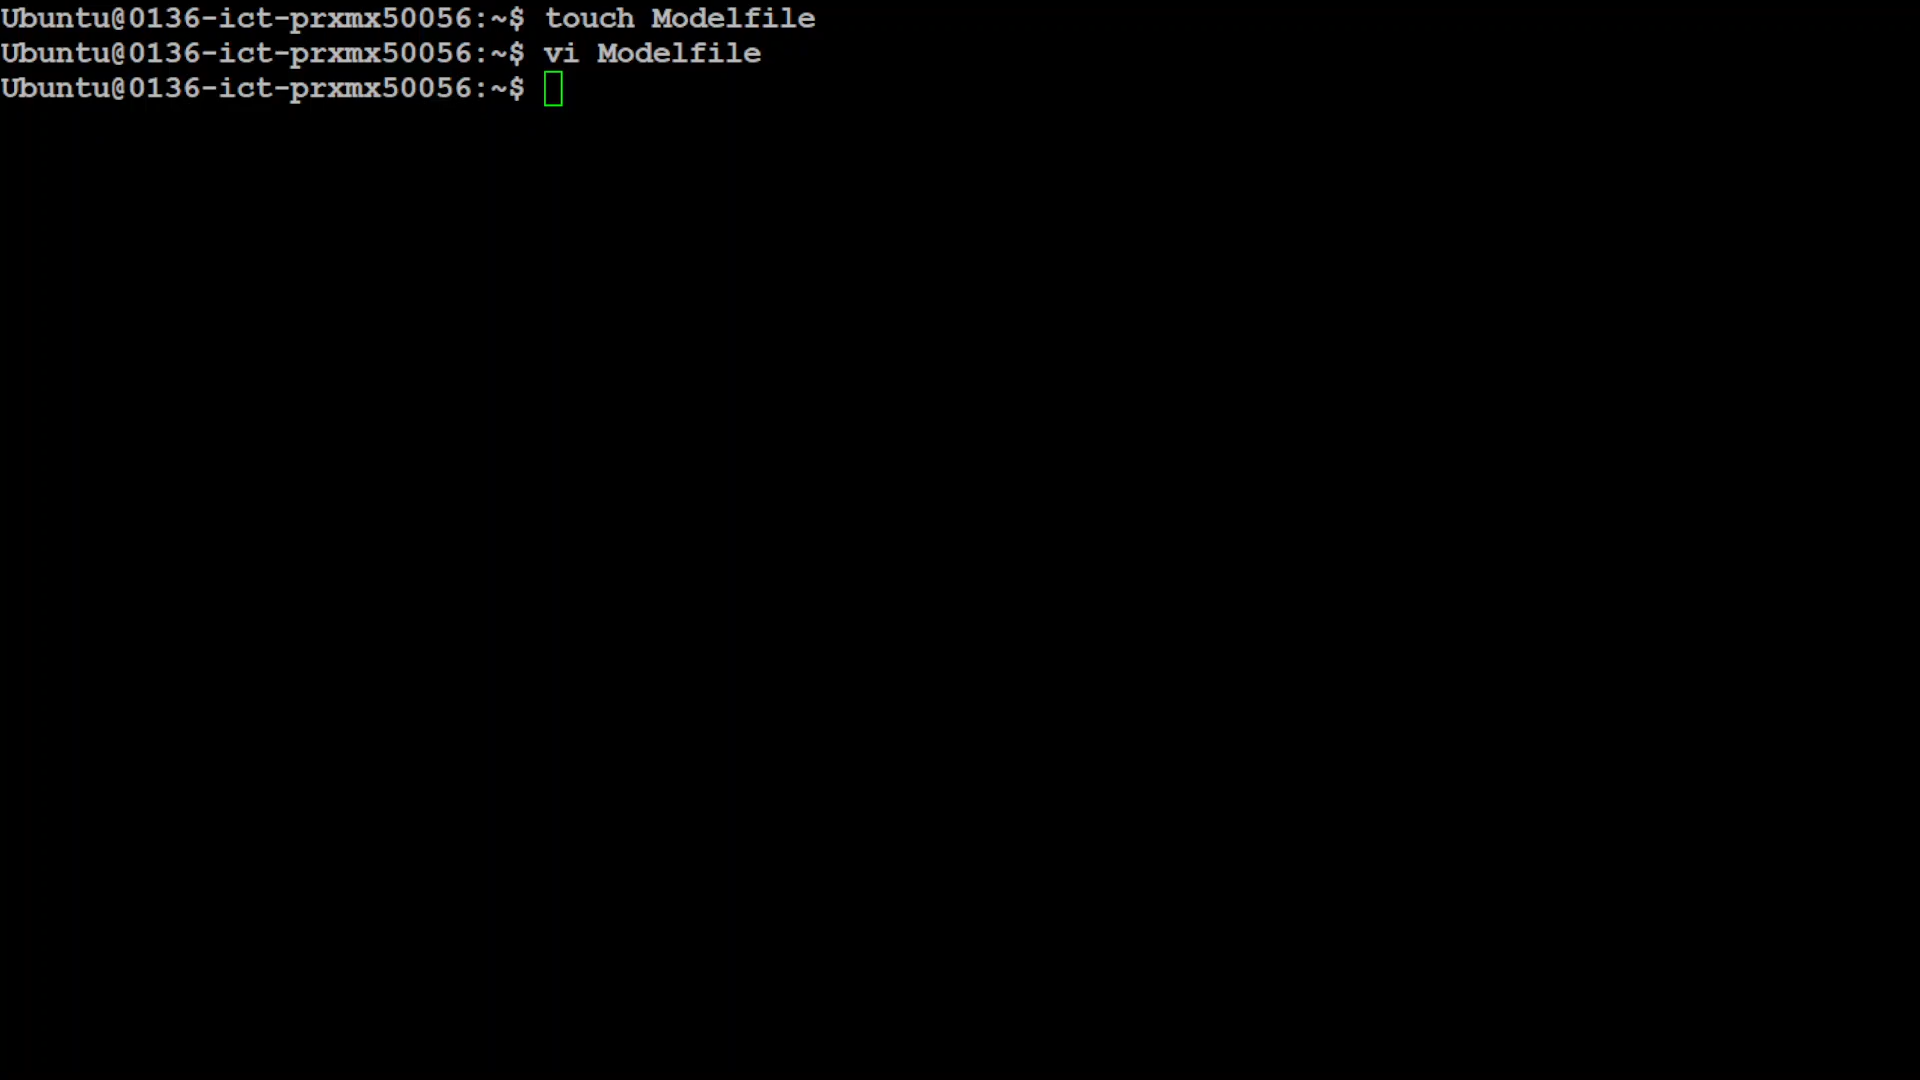 Ubuntu@0136-ict-prxmx50056:~$ touch Modelfile
Ubuntu@0136-ict-prxmx50056:~$ vi Modelfile
Ubuntu@0136-ict-prxmx50056:~$